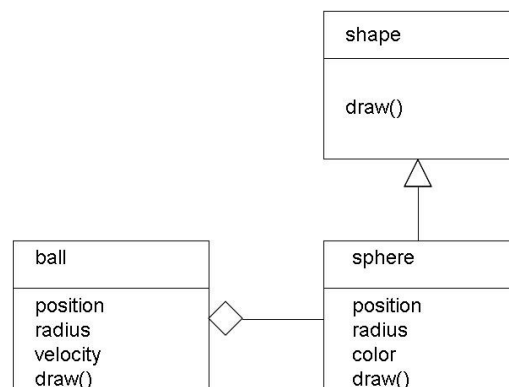 shape
draw()
ball
position
radius
velocity
draw()
sphere
position
radius
color
draw()